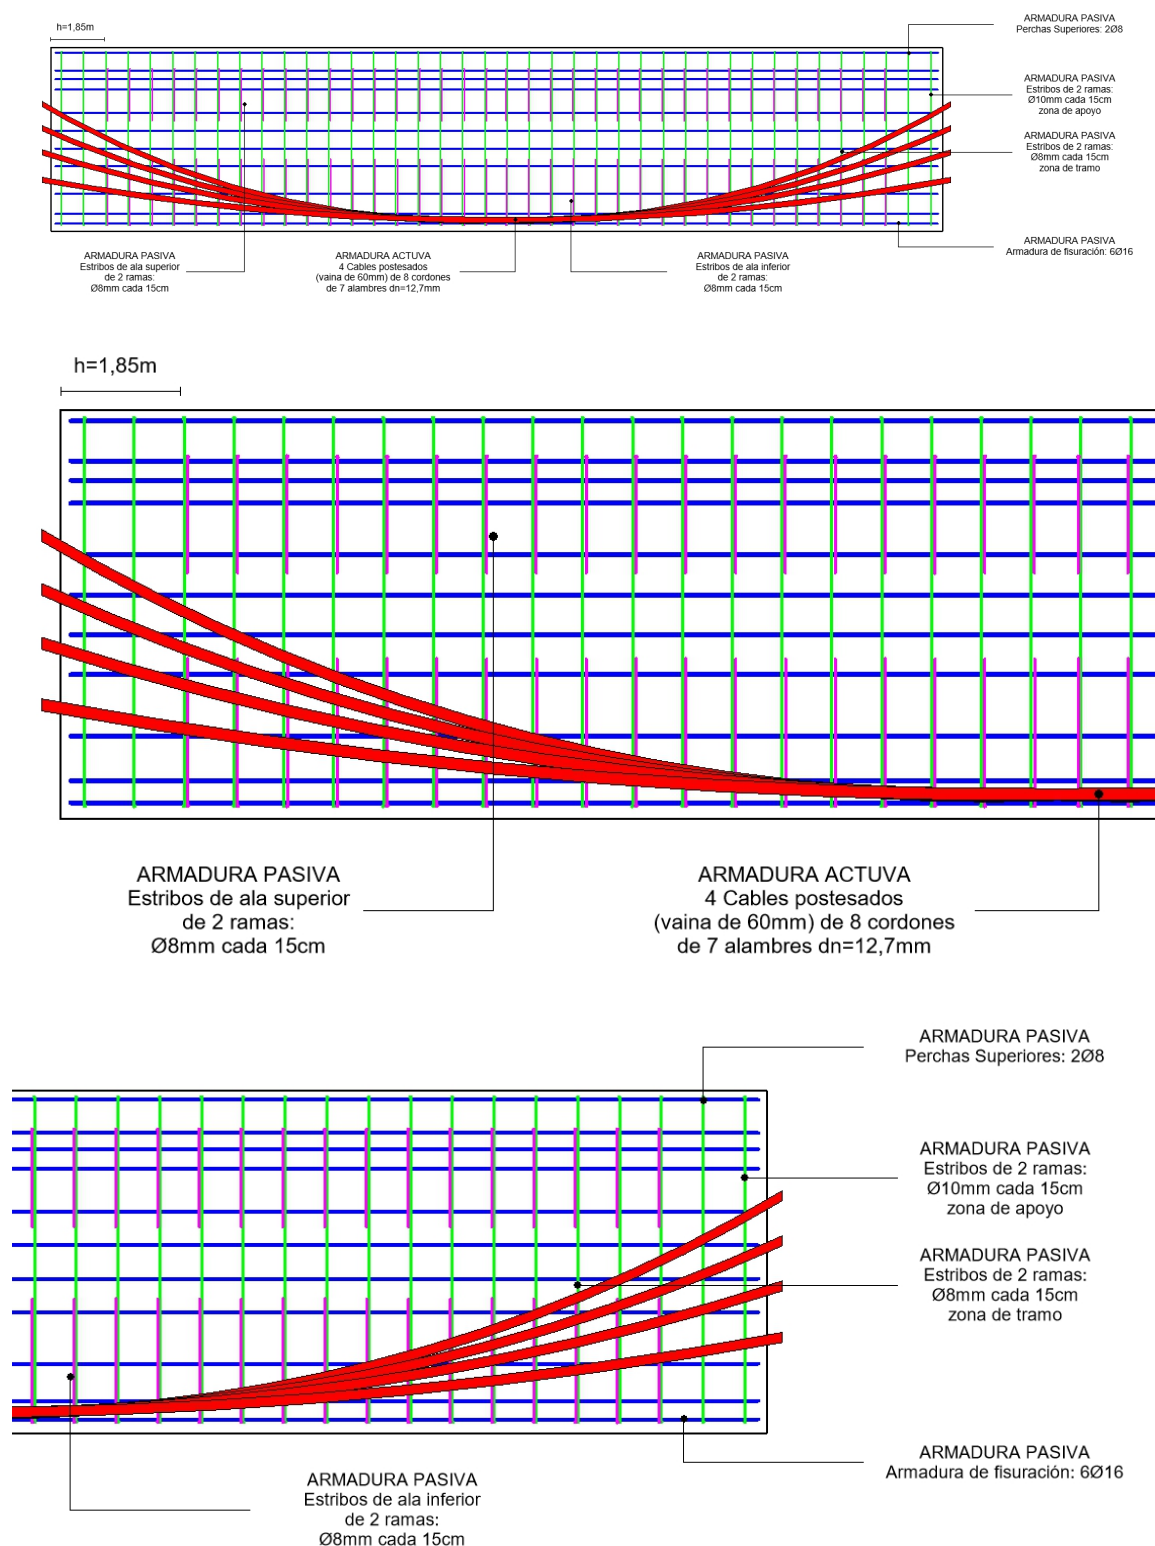 h=1,85m
ARMADURA PASIVA
Perchas Superiores: 2Ø8
ARMADURA PASIVA
Estribos de 2 ramas:
Ø10mm cada 15cm
zona de apoyo
ARMADURA PASIVA
Estribos de 2 ramas:
Ø8mm cada 15cm
zona de tramo
ARMADURA PASIVA
Armadura de fisuración: 6Ø16
ARMADURA PASIVA
Estribos de ala superior
de 2 ramas:
Ø8mm cada 15cm
ARMADURA ACTUVA
4 Cables postesados
(vaina de 60mm) de 8 cordones
de 7 alambres dn=12,7mm
ARMADURA PASIVA
Estribos de ala inferior
de 2 ramas:
Ø8mm cada 15cm
h=1,85m
ARMADURA PASIVA
Estribos de ala superior
de 2 ramas:
Ø8mm cada 15cm
ARMADURA ACTUVA
4 Cables postesados
(vaina de 60mm) de 8 cordones
de 7 alambres dn=12,7mm
ARMADURA PASIVA
Perchas Superiores: 2Ø8
ARMADURA PASIVA
Estribos de 2 ramas:
Ø10mm cada 15cm
zona de apoyo
ARMADURA PASIVA
Estribos de 2 ramas:
Ø8mm cada 15cm
zona de tramo
ARMADURA PASIVA
Armadura de fisuración: 6Ø16
ARMADURA PASIVA
Estribos de ala inferior
de 2 ramas:
Ø8mm cada 15cm